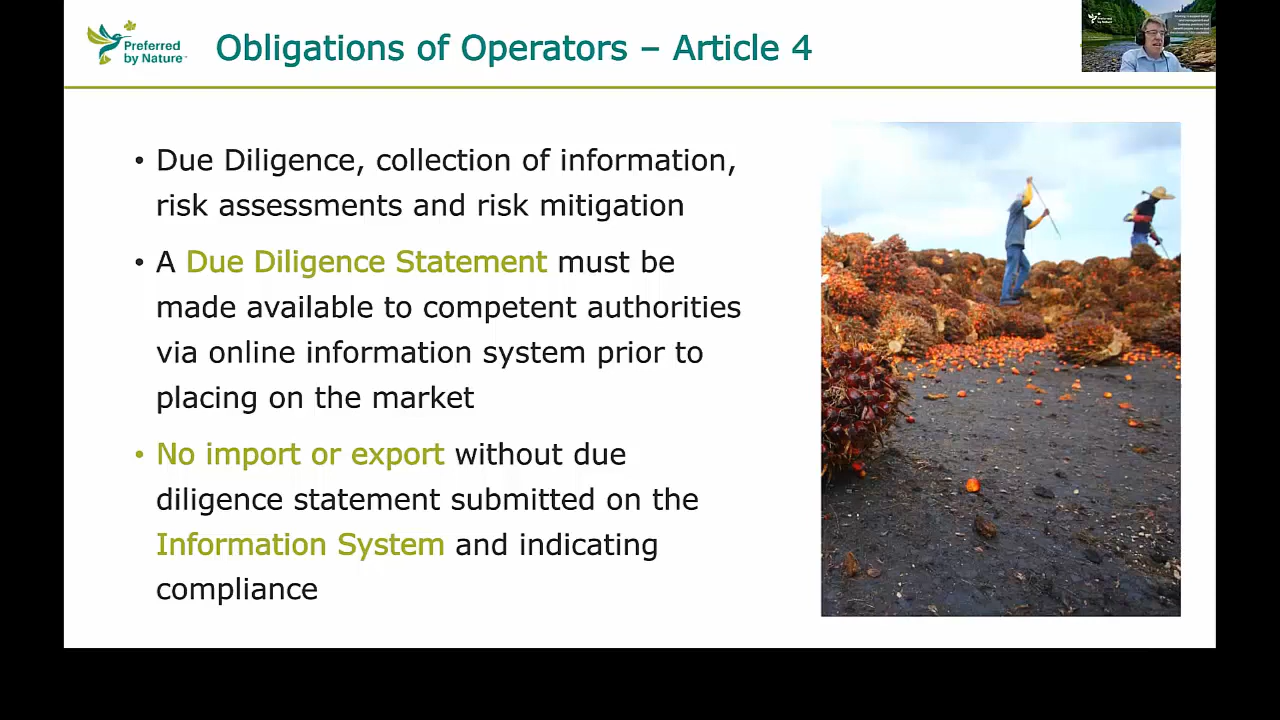 Preferred
by Nature™
Obligations of Operators – Article 4
• Due Diligence, collection of information,
risk assessments and risk mitigation
• A Due Diligence Statement must be
made available to competent authorities
via online information system prior to
placing on the market
• No import or export without due
diligence statement submitted on the
Information System and indicating
compliance